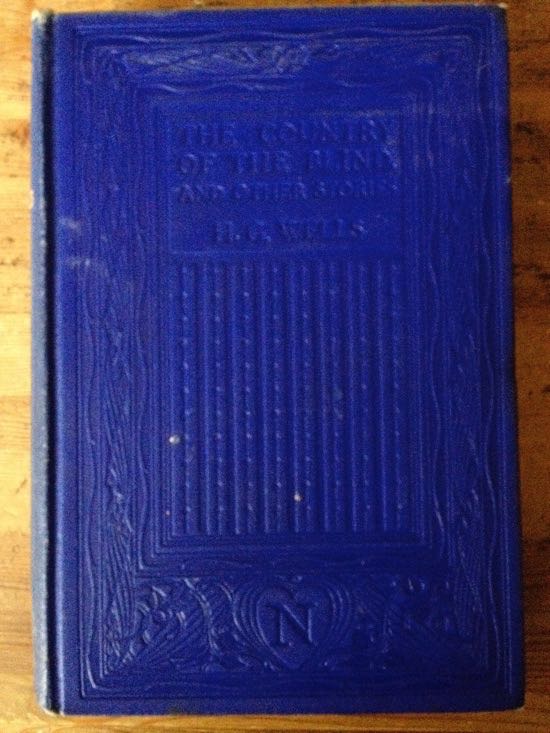 THE COUNTRY
OF THE BLIND
AND OTHER STORIES
H. G. WELLS
N